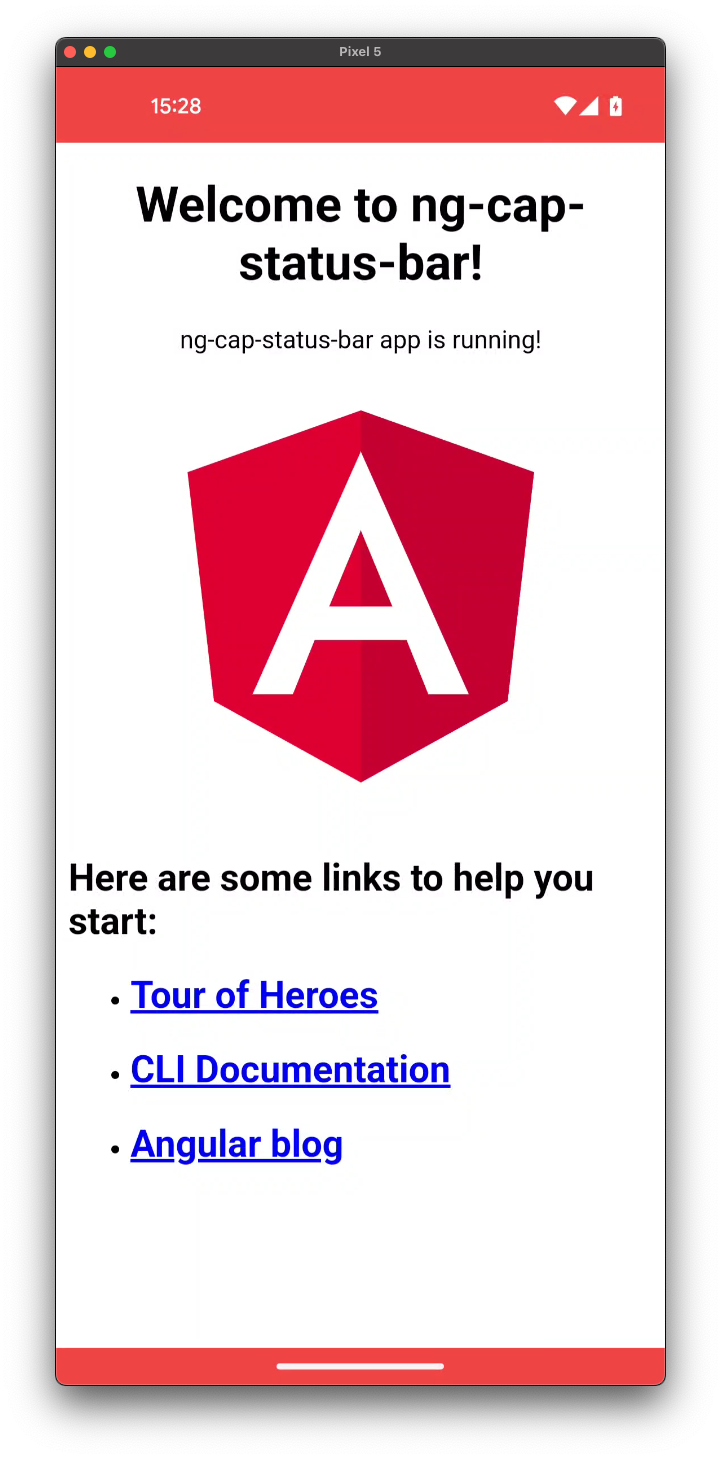 Pixel 5
15:28
Welcome to ng-cap-
status-bar!
ng-cap-status-bar app is running!
A
Here are some links to help you
start:
• Tour of Heroes
• CLI Documentation
• Angular blog